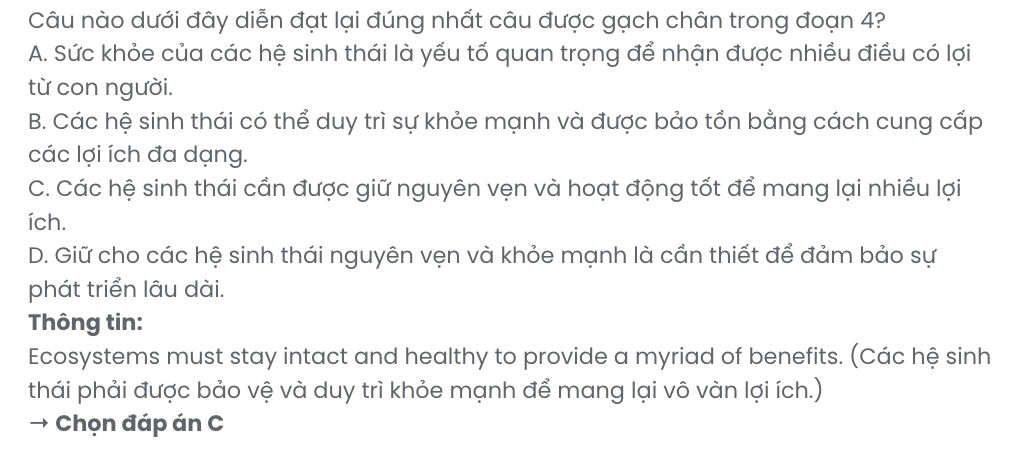 Câu nào dưới đây diễn đạt lại đúng nhất câu được gạch chân trong đoạn 4?
A. Sức khỏe của các hệ sinh thái là yếu tố quan trọng để nhận được nhiều điều có lợi
từ con người.
B. Các hệ sinh thái có thể duy trì sự khỏe mạnh và được bảo tồn bằng cách cung cấp
các lợi ích đa dạng.
C. Các hệ sinh thái cần được giữ nguyên vẹn và hoạt động tốt để mang lại nhiều lợi
ích.
D. Giữ cho các hệ sinh thái nguyên vẹn và khỏe mạnh là cần thiết để đảm bảo sự
phát triển lâu dài.
Thông tin:
Ecosystems must stay intact and healthy to provide a myriad of benefits. (Các hệ sinh
thái phải được bảo vệ và duy trì khỏe mạnh để mang lại vô vàn lợi ích.)
→ Chọn đáp án C